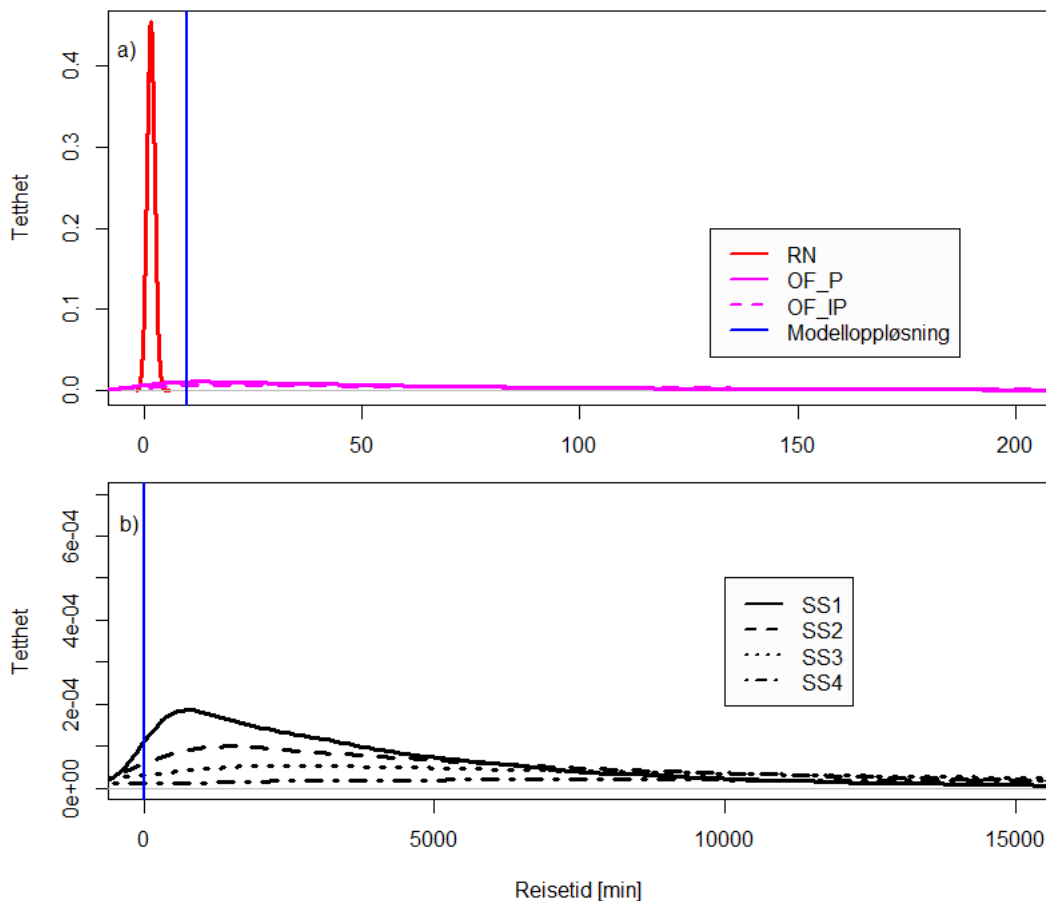 a)
Tetthet
0.0
0.1
0.2
0.3
0.4
RN
OF_P
OF_IP
Modelloppløsning
0 50 100 150 200
b)
Tetthet
0e+00
2e-04
4e-04
6e-04
SS1
SS2
SS3
SS4
0 5000 10000 15000
Reisetid [min]